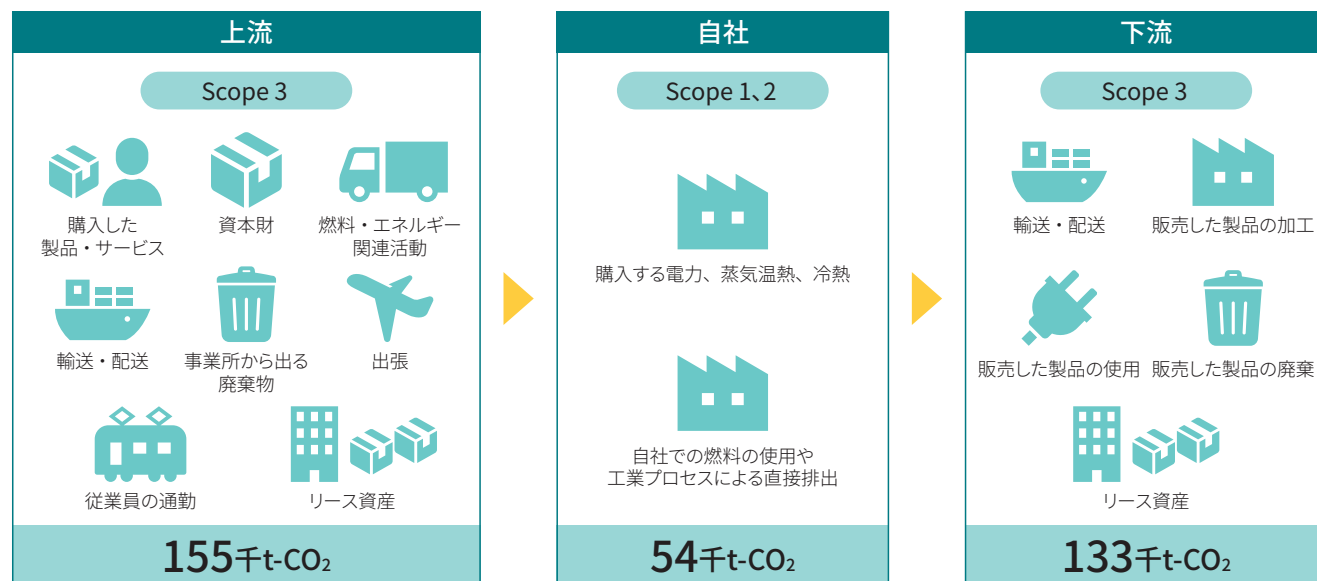 上流
Scope 3
購入した
製品・サービス
資本財
燃料・エネルギー
関連活動
輸送・配送
事業所から出る
廃棄物
出張
従業員の通勤
リース資産
155千t-CO₂
自社
Scope 1、2
購入する電力、蒸気温熱、冷熱
自社での燃料の使用や
工業プロセスによる直接排出
54千t-CO₂
下流
Scope 3
輸送・配送
販売した製品の加工
販売した製品の使用
販売した製品の廃棄
リース資産
133千t-CO₂